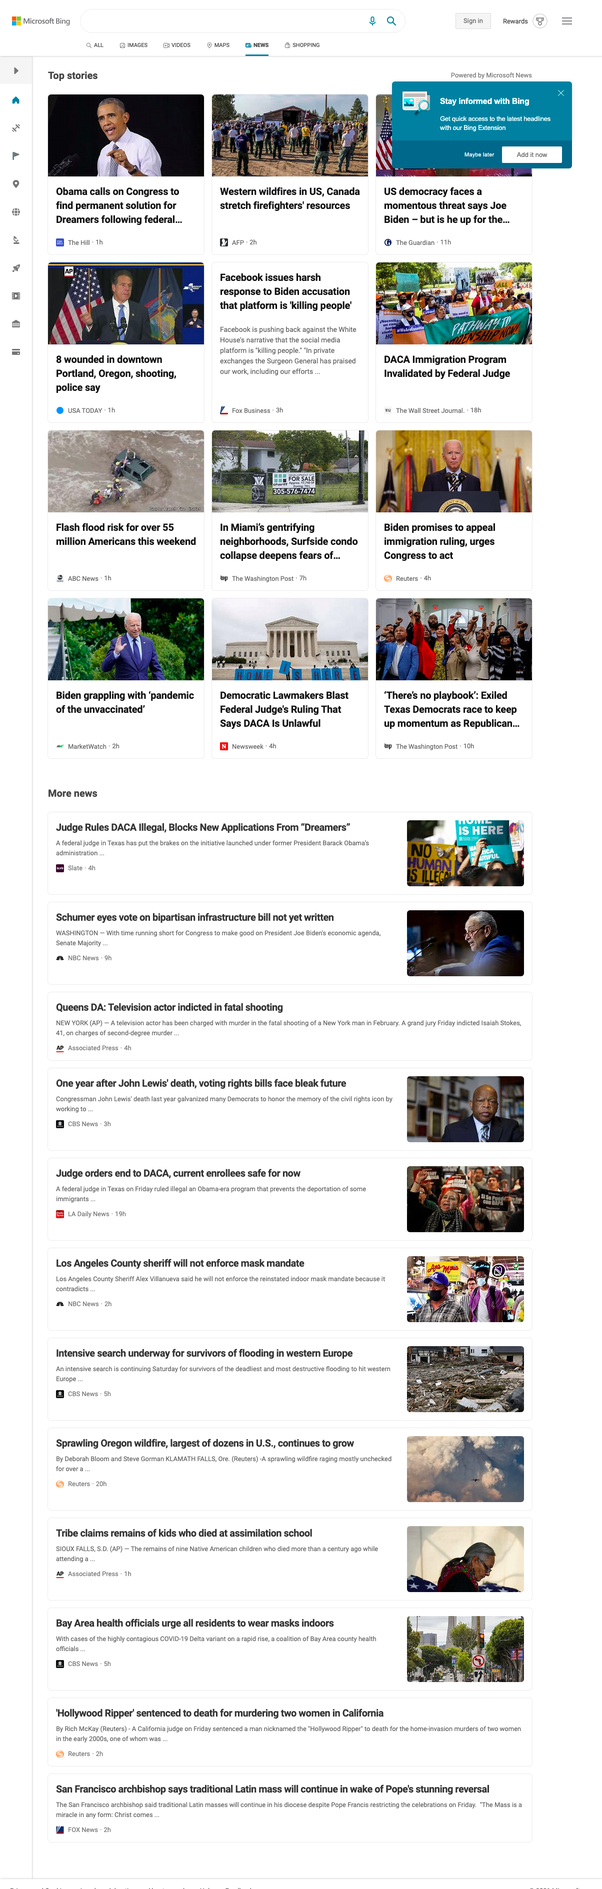 Microsoft Bing
Sign in
Rewards
ALL
IMAGES
VIDEOS
MAPS
NEWS
SHOPPING
Top stories
Powered by Microsoft News
Stay informed with Bing
Get quick access to the latest headlines
with our Bing Extension
Maybe later
Add it now
Obama calls on Congress to
find permanent solution for
Dreamers following federal...
The Hill · 1h
Western wildfires in US, Canada
stretch firefighters' resources
AFP · 2h
US democracy faces a
momentous threat says Joe
Biden – but is he up for the...
The Guardian · 11h
AP
8 wounded in downtown
Portland, Oregon, shooting,
police say
USA TODAY · 1h
Facebook issues harsh
response to Biden accusation
that platform is 'killing people'
Facebook is pushing back against the White
House's narrative that the social media
platform is "killing people." "In private
exchanges the Surgeon General has praised
our work, including our efforts ...
Fox Business · 3h
PATHWAY TO
DACA Immigration Program
Invalidated by Federal Judge
The Wall Street Journal. · 18h
Flash flood risk for over 55
million Americans this weekend
ABC News · 1h
FOR SALE
305-576-7474
In Miami's gentrifying
neighborhoods, Surfside condo
collapse deepens fears of...
The Washington Post · 7h
Biden promises to appeal
immigration ruling, urges
Congress to act
Reuters · 4h
Biden grappling with 'pandemic
of the unvaccinated'
MarketWatch · 2h
Democratic Lawmakers Blast
Federal Judge's Ruling That
Says DACA Is Unlawful
Newsweek · 4h
'There's no playbook': Exiled
Texas Democrats race to keep
up momentum as Republican...
The Washington Post · 10h
More news
Judge Rules DACA Illegal, Blocks New Applications From "Dreamers"
A federal judge in Texas has put the brakes on the initiative launched under former President Barack Obama's
administration ...
Slate · 4h
HOME
IS HERE
NO
HUMAN
IS ILLEGAL
Schumer eyes vote on bipartisan infrastructure bill not yet written
WASHINGTON — With time running short for Congress to make good on President Joe Biden's economic agenda,
Senate Majority ...
NBC News · 9h
Queens DA: Television actor indicted in fatal shooting
NEW YORK (AP) — A television actor has been charged with murder in the fatal shooting of a New York man in February. A grand jury Friday indicted Isaiah Stokes,
41, on charges of second-degree murder ...
AP Associated Press · 4h
One year after John Lewis' death, voting rights bills face bleak future
Congressman John Lewis' death last year galvanized many Democrats to honor the memory of the civil rights icon by
working to ...
CBS News · 3h
Judge orders end to DACA, current enrollees safe for now
A federal judge in Texas on Friday ruled illegal an Obama-era program that prevents the deportation of some
immigrants ...
LA Daily News · 19h
Los Angeles County sheriff will not enforce mask mandate
Los Angeles County Sheriff Alex Villanueva said he will not enforce the reinstated indoor mask mandate because it
contradicts ...
NBC News · 2h
Intensive search underway for survivors of flooding in western Europe
An intensive search is continuing Saturday for survivors of the deadliest and most destructive flooding to hit western
Europe ...
CBS News · 5h
Sprawling Oregon wildfire, largest of dozens in U.S., continues to grow
By Deborah Bloom and Steve Gorman KLAMATH FALLS, Ore. (Reuters) -A sprawling wildfire raging mostly unchecked
for over a ...
Reuters · 20h
Tribe claims remains of kids who died at assimilation school
SIOUX FALLS, S.D. (AP) — The remains of nine Native American children who died more than a century ago while
attending a ...
AP Associated Press · 1h
Bay Area health officials urge all residents to wear masks indoors
With cases of the highly contagious COVID-19 Delta variant on a rapid rise, a coalition of Bay Area county health
officials ...
CBS News · 5h
'Hollywood Ripper' sentenced to death for murdering two women in California
By Rich McKay (Reuters) - A California judge on Friday sentenced a man nicknamed the "Hollywood Ripper" to death for the home-invasion murders of two women
in the early 2000s, one of whom was ...
Reuters · 2h
San Francisco archbishop says traditional Latin mass will continue in wake of Pope's stunning reversal
The San Francisco archbishop said traditional Latin masses will continue in his diocese despite Pope Francis restricting the celebrations on Friday. "The Mass is a
miracle in any form: Christ comes ...
FOX News · 2h